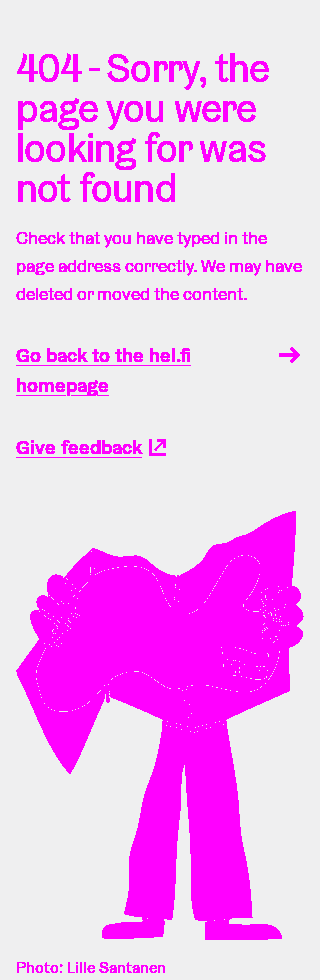 404 - Sorry, the
page you were
looking for was
not found
Check that you have typed in the
page address correctly. We may have
deleted or moved the content.
Go back to the hel.fi
homepage
Give feedback
Photo: Lille Santanen